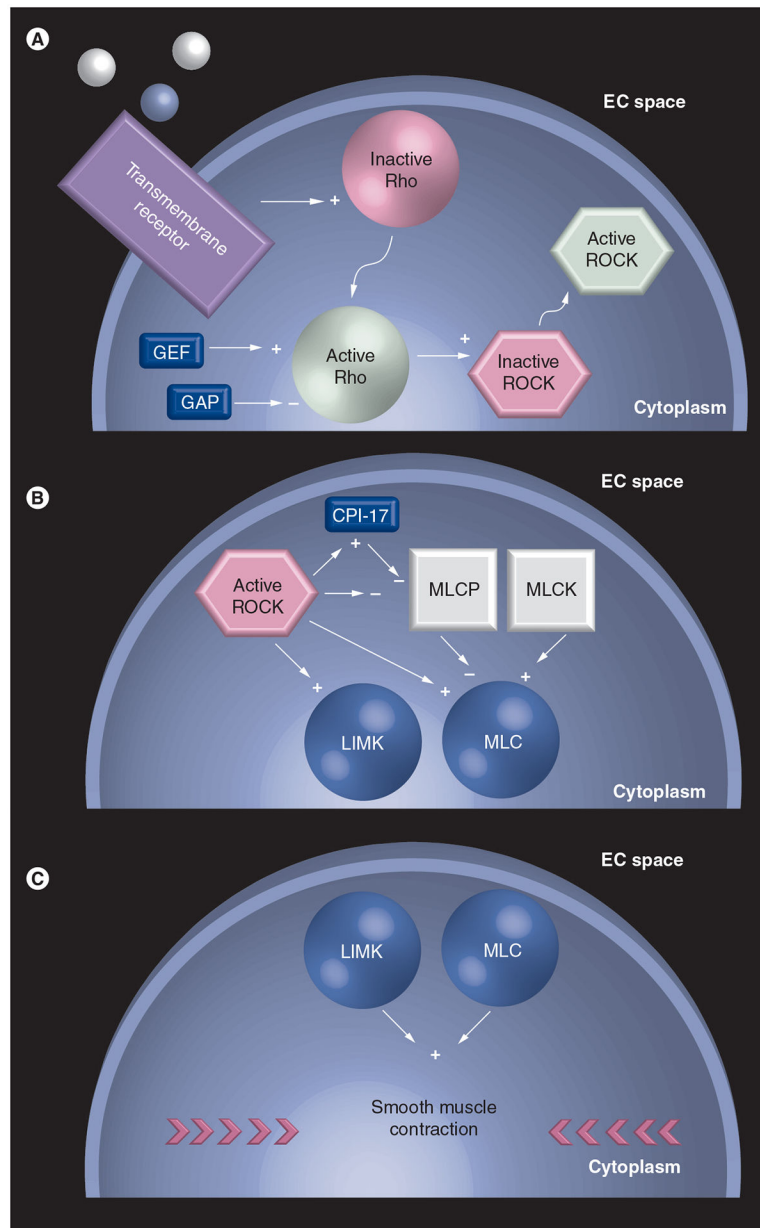 A
EC space
Transmembrane
receptor
+
Inactive
Rho
Active
ROCK
GEF
+
Active
Rho
+
Inactive
ROCK
GAP
–
Cytoplasm
B
EC space
CPI-17
+
Active
ROCK
–
–
MLCP
MLCK
+
+
–
+
LIMK
MLC
Cytoplasm
C
EC space
LIMK
MLC
+
Smooth muscle
contraction
Cytoplasm